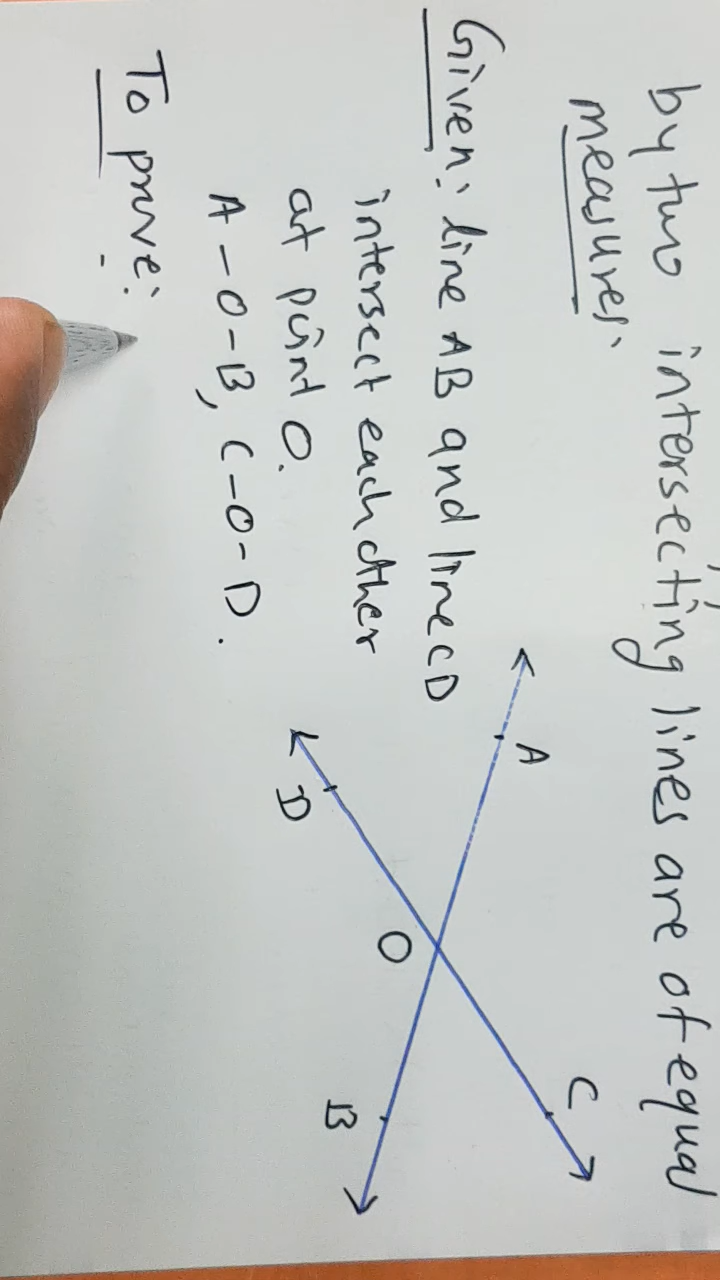 by two intersecting lines are of equal
measures.
Given: line AB and line CD
intersect each other
at point O.
A - O - B, C - O - D.
To prove:
A
C
D
O
B